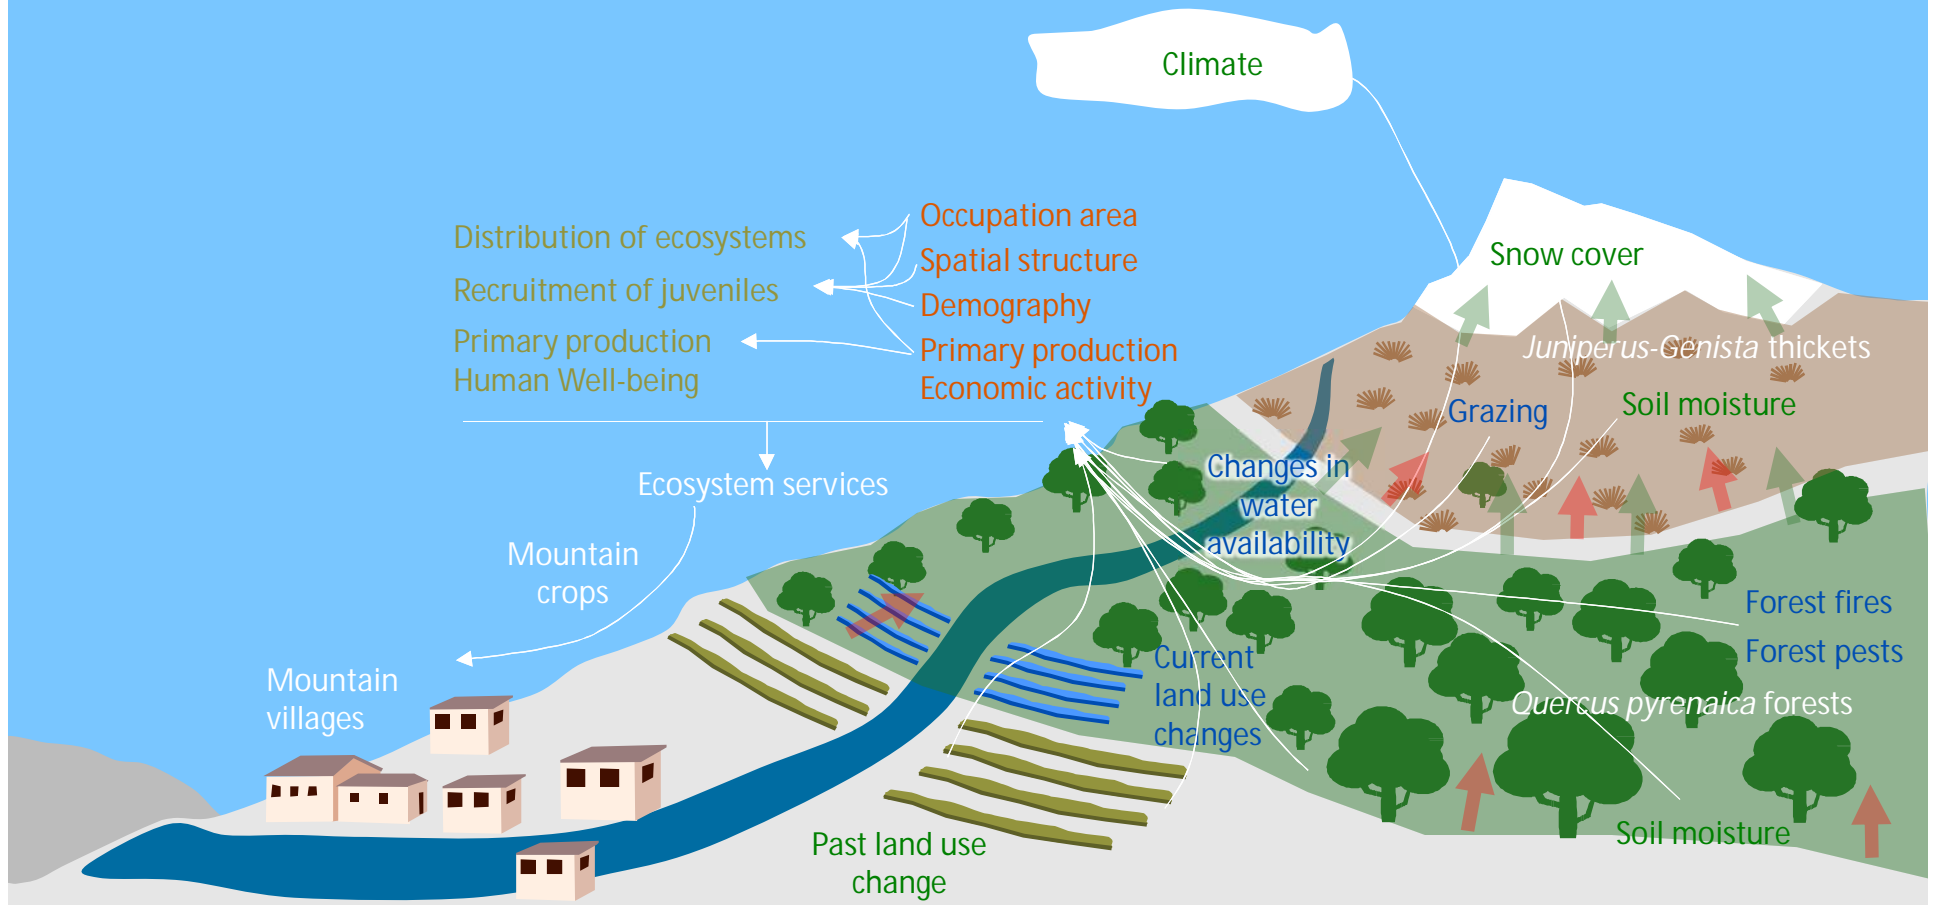 Climate
Occupation area
Distribution of ecosystems
Spatial structure
Snow cover
Recruitment of juveniles
Demography
Primary production
Primary production
Juniperus-Genista thickets
Human Well-being
Economic activity
Grazing
Soil moisture
Changes in
water
availability
Ecosystem services
Mountain
crops
Forest fires
Forest pests
Current
land use
changes
Mountain
villages
Quercus pyrenaica forests
Soil moisture
Past land use
change